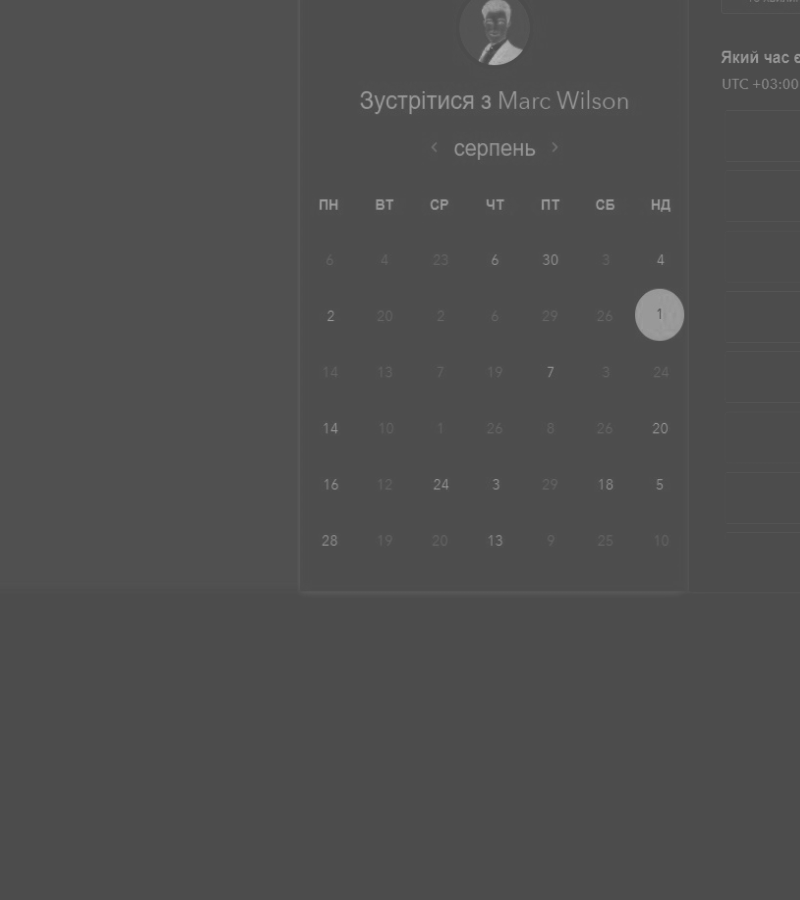 Який час є
UTC +03:00
Зустрітися з Marc Wilson
серпень
ПН ВТ СР ЧТ ПТ СБ НД
6 4 23 6 30 3 4
2 20 2 6 29 26 1
14 13 7 19 7 3 24
14 10 1 26 8 26 20
16 12 24 3 29 18 5
28 19 20 13 9 25 10